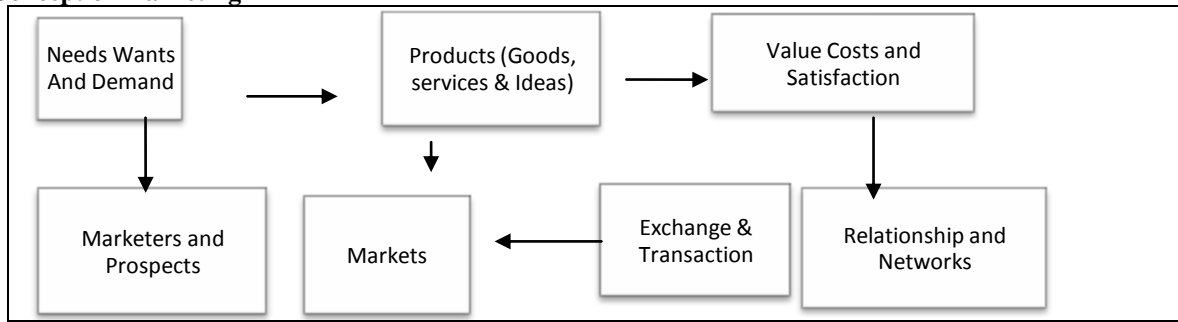 Needs Wants
And Demand
Products (Goods,
services & Ideas)
Value Costs and
Satisfaction
Marketers and
Prospects
Markets
Exchange &
Transaction
Relationship and
Networks